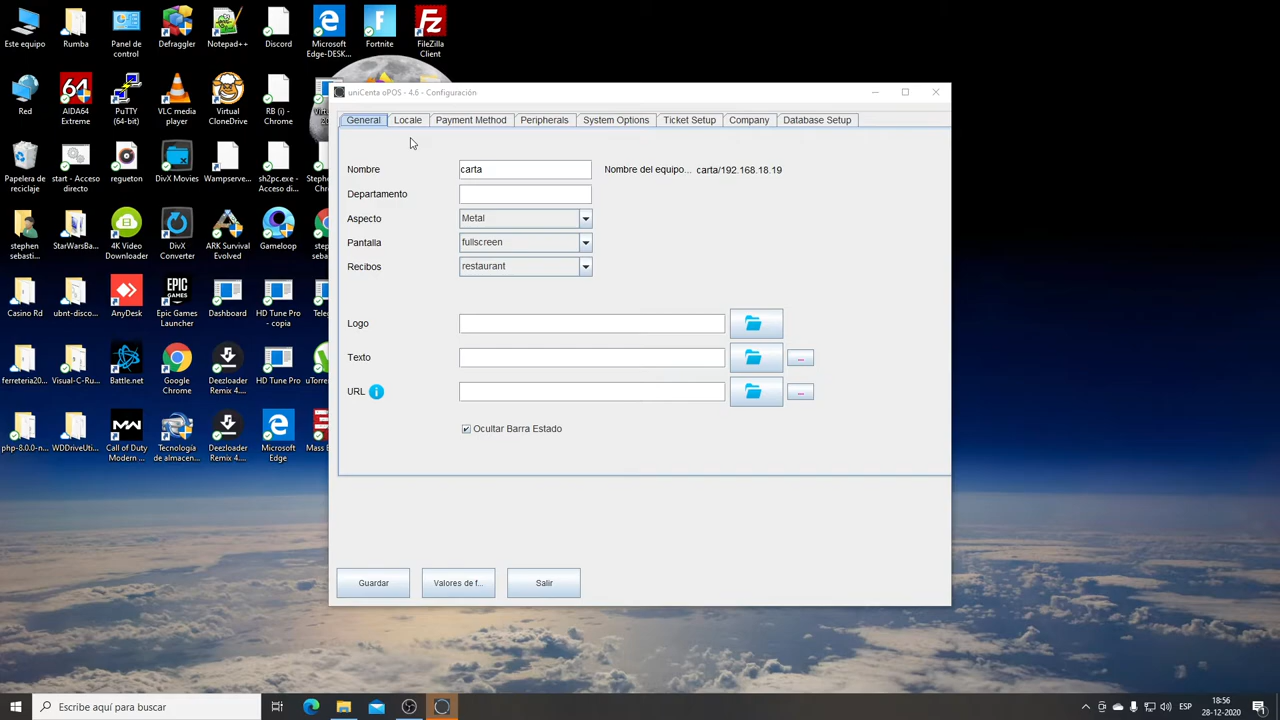 Este equipo
Rumba
Panel de
control
Defraggler
Notepad++
Discord
Microsoft
Edge-DESK...
Fortnite
FileZilla
Client
Red
AIDA64
Extreme
PuTTY
(64-bit)
VLC media
player
Virtual
CloneDrive
RB (i) -
Chrome
Papelera de
reciclaje
start - Acceso
directo
regueton
DivX Movies
Wampserve...
sh2pc.exe -
Acceso di...
stephen
sebasti...
StarWarsBa...
4K Video
Downloader
DivX
Converter
ARK Survival
Evolved
Gameloop
Casino Rd
ubnt-disco...
AnyDesk
Epic Games
Launcher
Dashboard
HD Tune Pro
- copia
ferreteria20...
Visual-C-Ru...
Battle.net
Google
Chrome
Deezloader
Remix 4....
HD Tune Pro
uTorre
php-8.0.0-n...
WDDriveUti...
Call of Duty
Modern ...
Tecnología
de almacen...
Deezloader
Remix 4....
Microsoft
Edge
Mass E
uniCenta oPOS - 4.6 - Configuración
General
Locale
Payment Method
Peripherals
System Options
Ticket Setup
Company
Database Setup
Nombre
carta
Nombre del equipo...
carta/192.168.18.19
Departamento
Aspecto
Metal
Pantalla
fullscreen
Recibos
restaurant
Logo
Texto
...
URL
...
Ocultar Barra Estado
Guardar
Valores de f...
Salir
Escribe aquí para buscar
ESP
18:56
28-12-2020